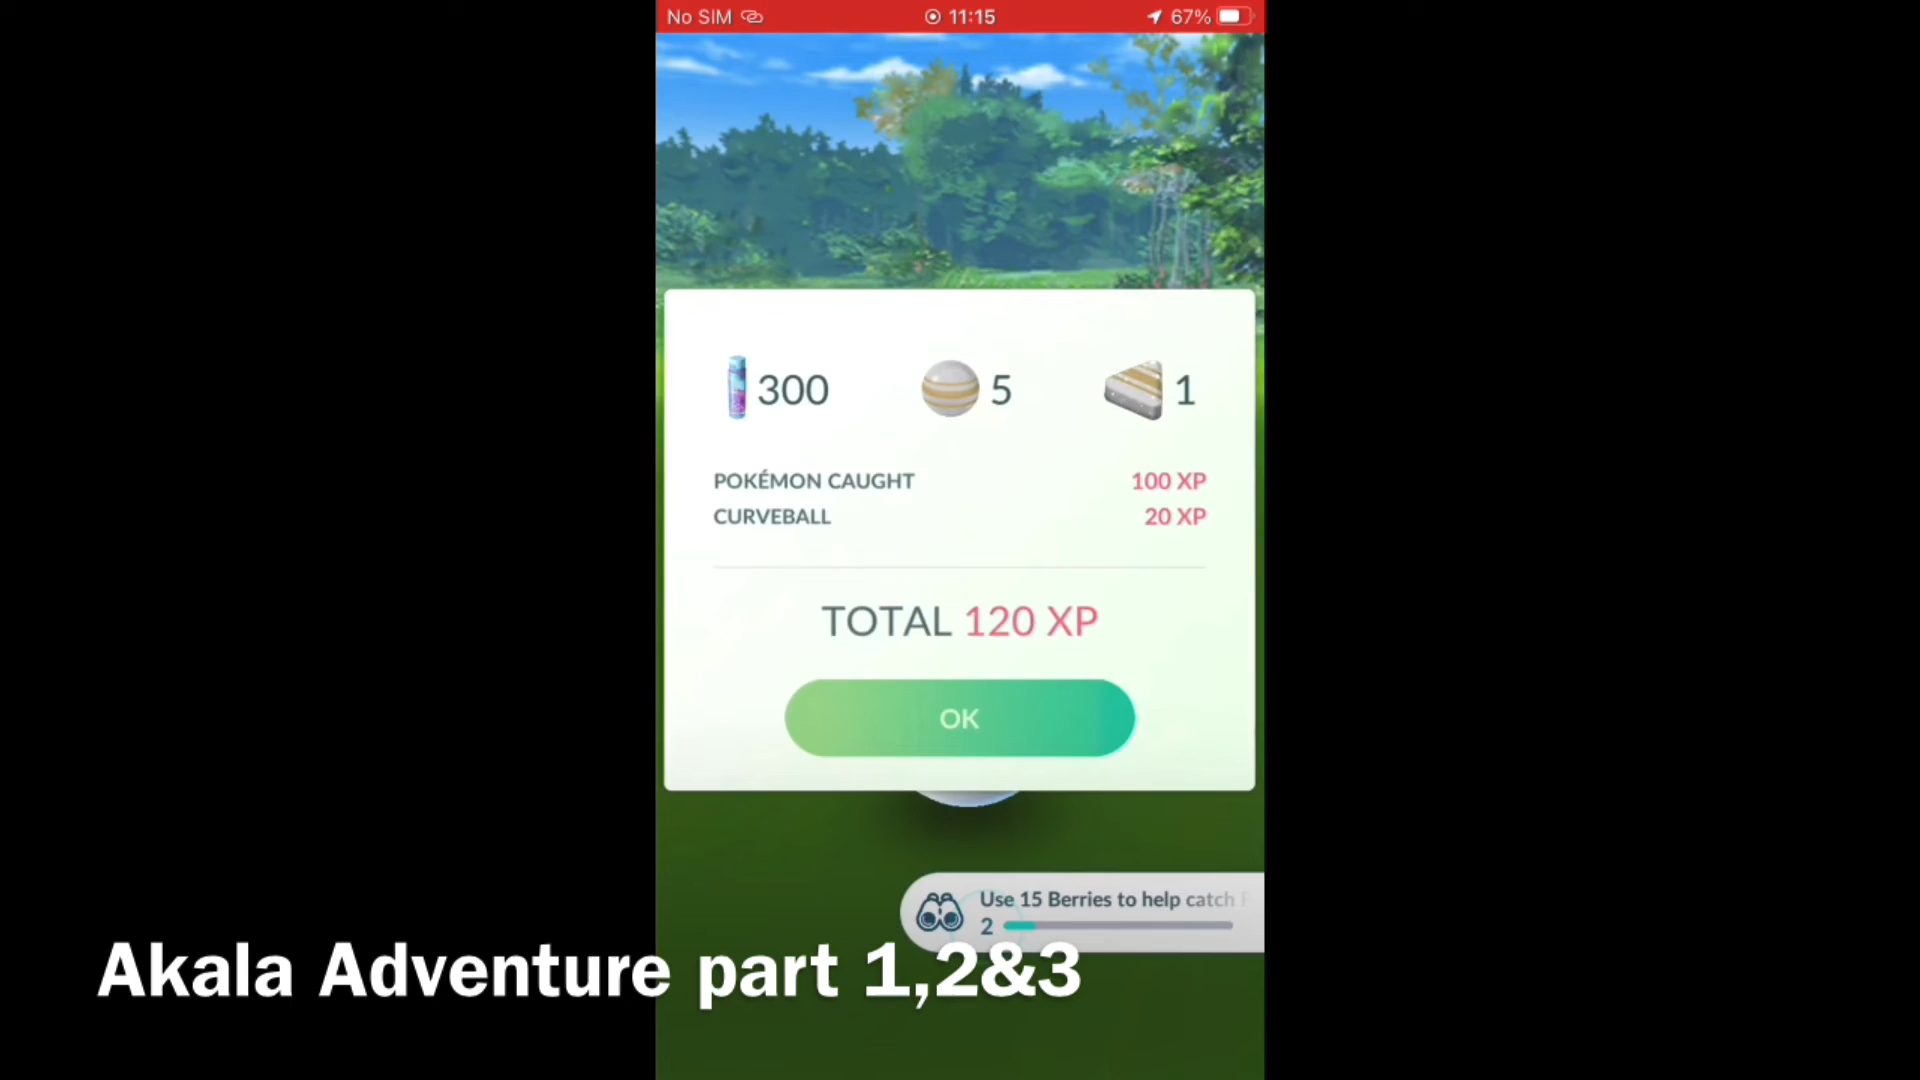 No SIM 11:15 67%
300 5 1
POKÉMON CAUGHT 100 XP
CURVEBALL 20 XP
TOTAL 120 XP
OK
Use 15 Berries to help catch
2
Akala Adventure part 1,2&3